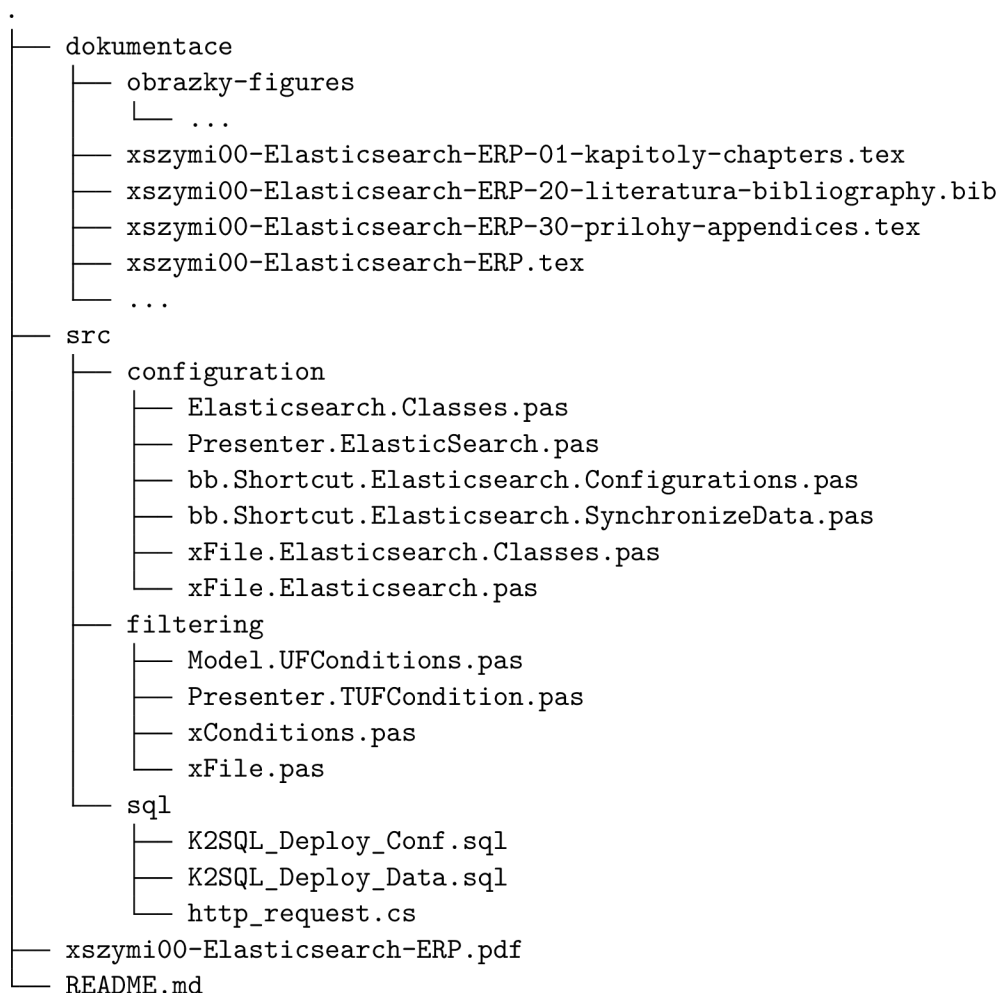 .
dokumentace
obrazky-figures
...
xszymi00-Elasticsearch-ERP-01-kapitoly-chapters.tex
xszymi00-Elasticsearch-ERP-20-literatura-bibliography.bib
xszymi00-Elasticsearch-ERP-30-prilohy-appendices.tex
xszymi00-Elasticsearch-ERP.tex
...
src
configuration
Elasticsearch.Classes.pas
Presenter.ElasticSearch.pas
bb.Shortcut.Elasticsearch.Configurations.pas
bb.Shortcut.Elasticsearch.SynchronizeData.pas
xFile.Elasticsearch.Classes.pas
xFile.Elasticsearch.pas
filtering
Model.UFConditions.pas
Presenter.TUFCondition.pas
xConditions.pas
xFile.pas
sql
K2SQL_Deploy_Conf.sql
K2SQL_Deploy_Data.sql
http_request.cs
xszymi00-Elasticsearch-ERP.pdf
README.md